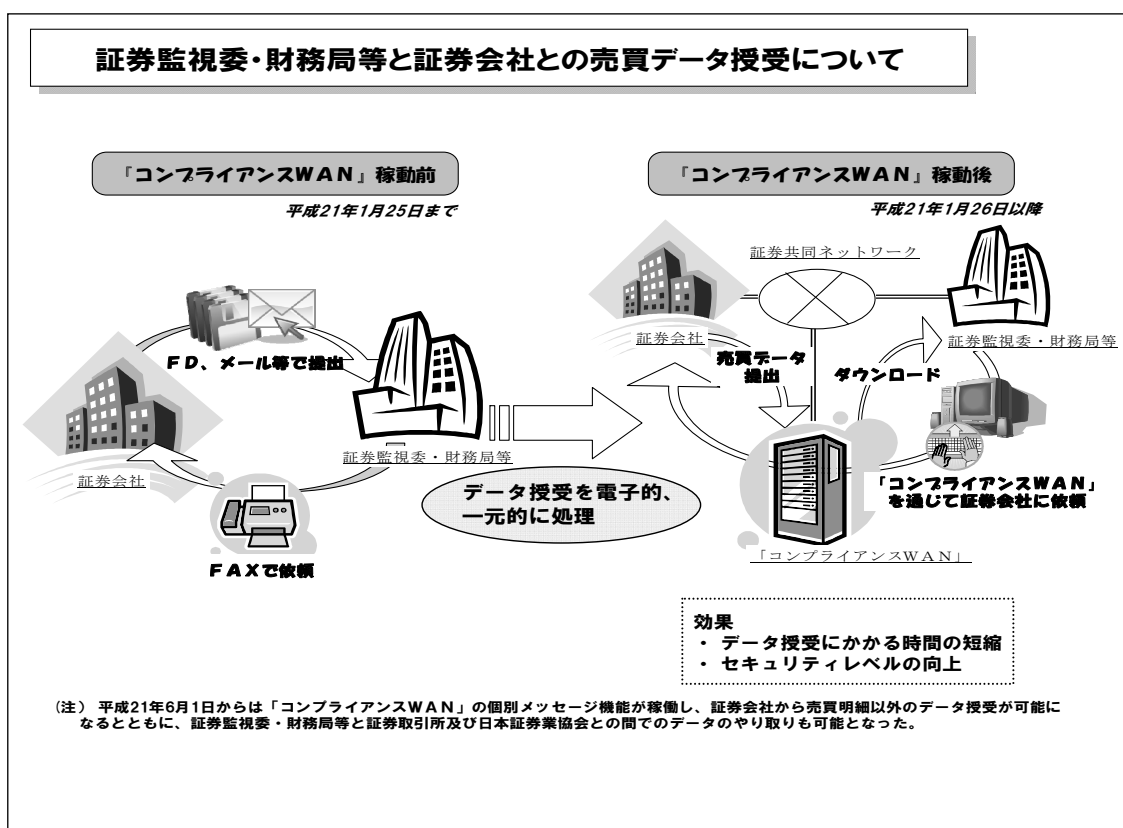 証券監視委・財務局等と証券会社との売買データ授受について
『コンプライアンスＷＡＮ』稼動前
平成21年1月25日まで
ＦＤ、メール等で提出
証券会社
証券監視委・財務局等
ＦＡＸで依頼
データ授受を電子的、
一元的に処理
『コンプライアンスＷＡＮ』稼動後
平成21年1月26日以降
証券共同ネットワーク
証券会社
証券監視委・財務局等
売買データ
提出
ダウンロード
「コンプライアンスＷＡＮ」
を通じて証券会社に依頼
「コンプライアンスＷＡＮ」
効果
・ データ授受にかかる時間の短縮
・ セキュリティレベルの向上
（注） 平成21年6月1日からは「コンプライアンスＷＡＮ」の個別メッセージ機能が稼働し、証券会社から売買明細以外のデータ授受が可能に
なるとともに、証券監視委・財務局等と証券取引所及び日本証券業協会との間でのデータのやり取りも可能となった。